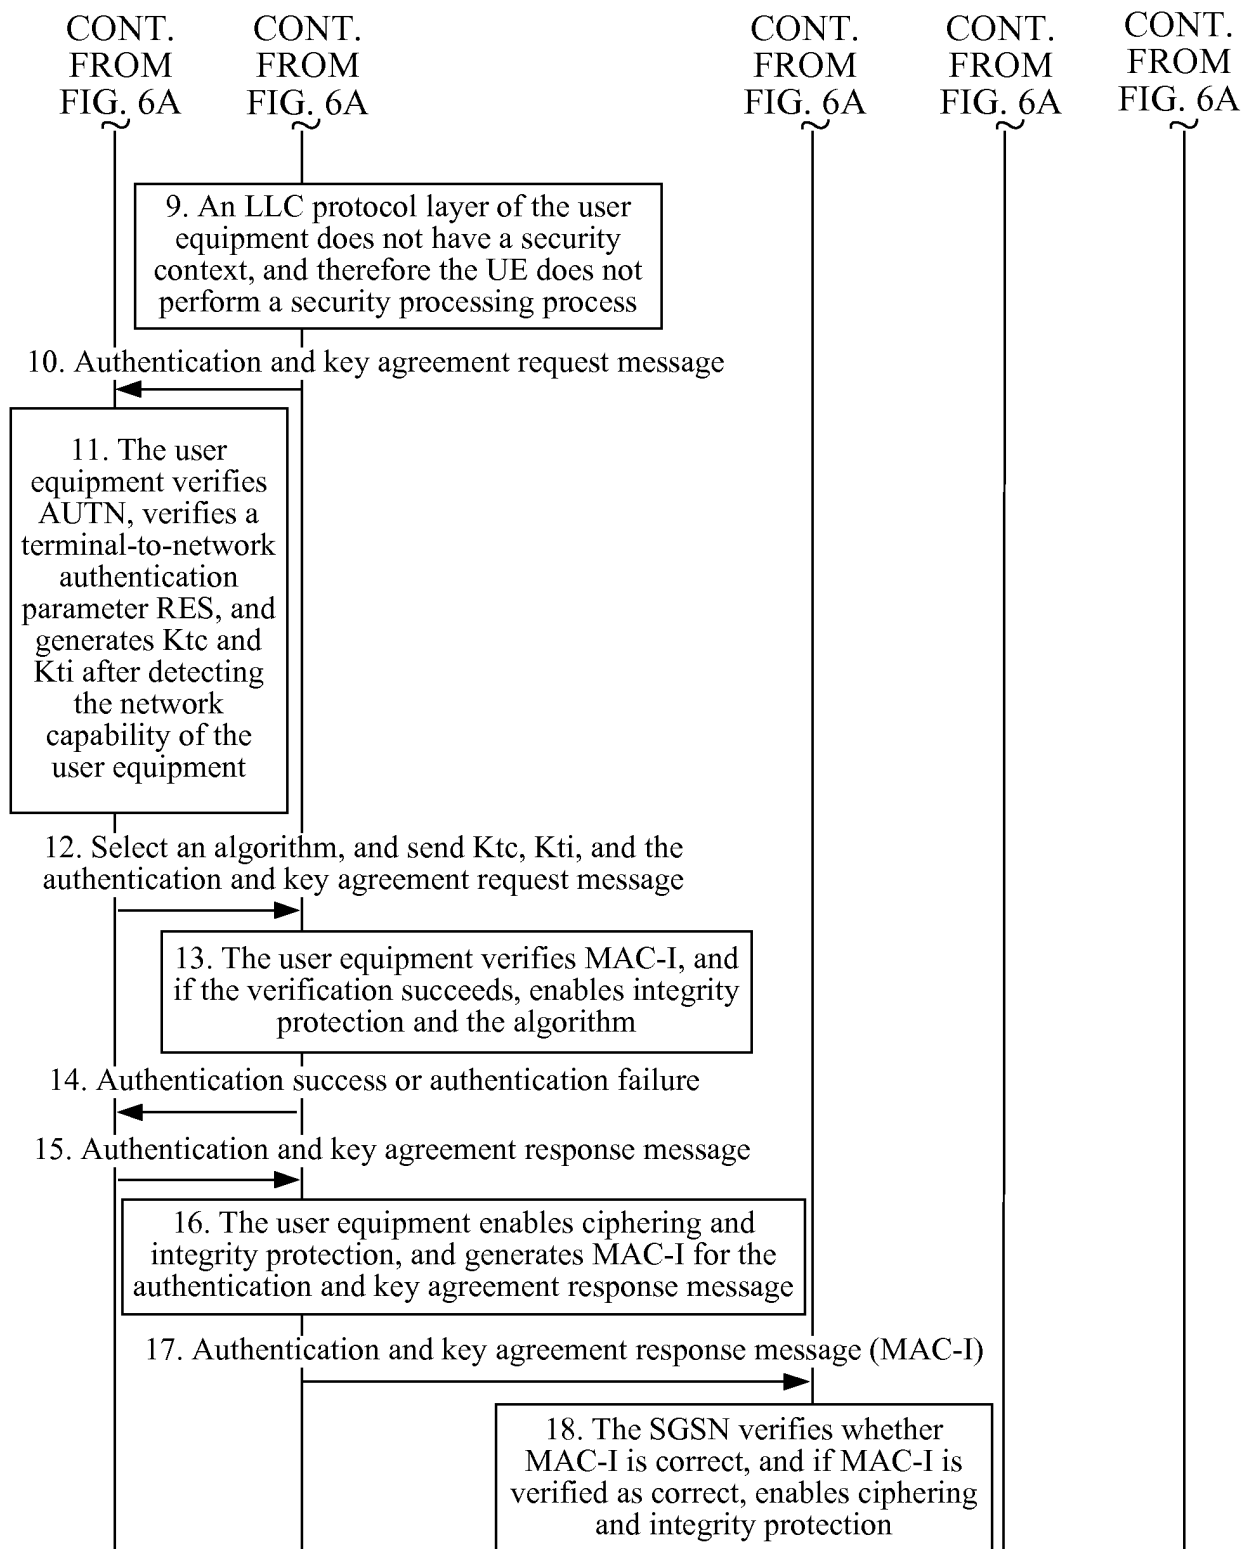 CONT. FROM FIG. 6A
CONT. FROM FIG. 6A
CONT. FROM FIG. 6A
CONT. FROM FIG. 6A
CONT. FROM FIG. 6A
9. An LLC protocol layer of the user
equipment does not have a security
context, and therefore the UE does not
perform a security processing process
10. Authentication and key agreement request message
11. The user
equipment verifies
AUTN, verifies a
terminal-to-network
authentication
parameter RES, and
generates Ktc and
Kti after detecting
the network
capability of the
user equipment
12. Select an algorithm, and send Ktc, Kti, and the
authentication and key agreement request message
13. The user equipment verifies MAC-I, and
if the verification succeeds, enables integrity
protection and the algorithm
14. Authentication success or authentication failure
15. Authentication and key agreement response message
16. The user equipment enables ciphering and
integrity protection, and generates MAC-I for the
authentication and key agreement response message
17. Authentication and key agreement response message (MAC-I)
18. The SGSN verifies whether
MAC-I is correct, and if MAC-I is
verified as correct, enables ciphering
and integrity protection